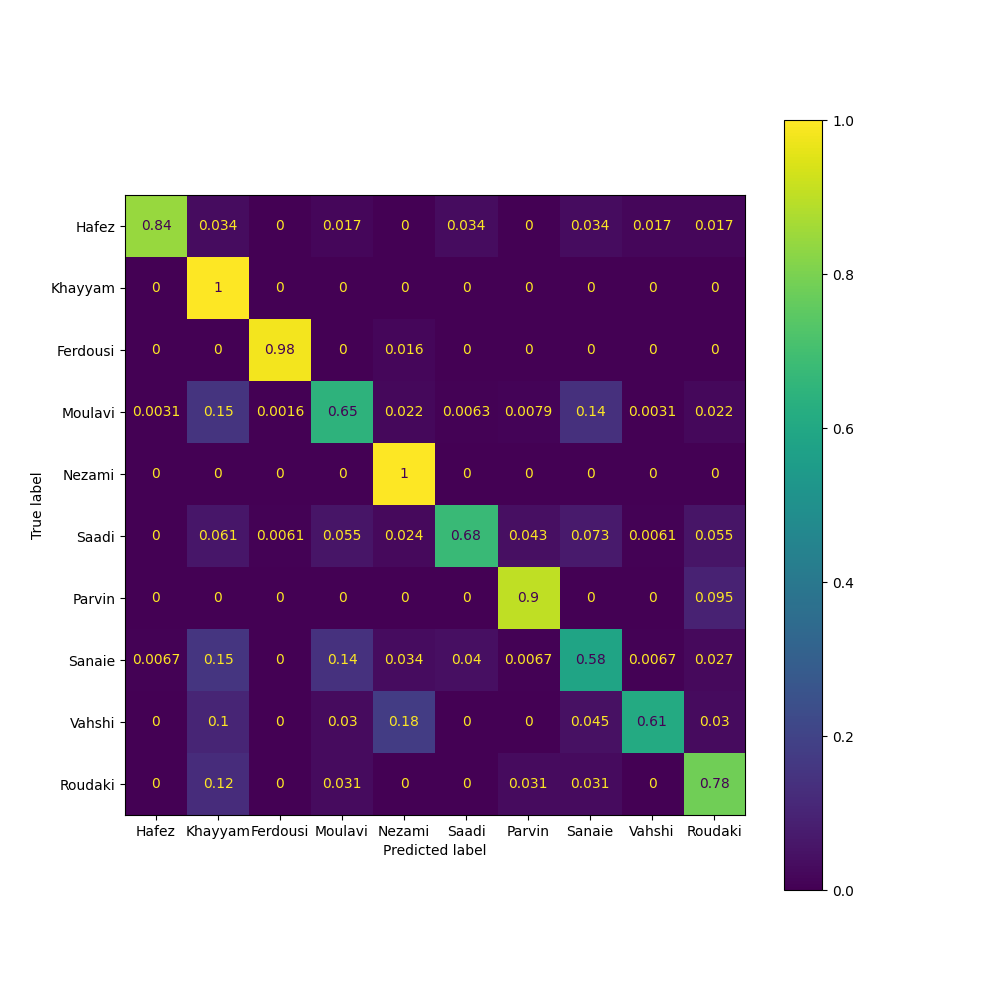 1.0
Hafez 0.84 0.034 0 0.017 0 0.034 0 0.034 0.017 0.017
0.8
Khayyam 0 1 0 0 0 0 0 0 0 0
Ferdousi 0 0 0.98 0 0.016 0 0 0 0 0
Moulavi 0.0031 0.15 0.0016 0.65 0.022 0.0063 0.0079 0.14 0.0031 0.022
0.6
Nezami 0 0 0 0 1 0 0 0 0 0
True label
Saadi 0 0.061 0.0061 0.055 0.024 0.68 0.043 0.073 0.0061 0.055
0.4
Parvin 0 0 0 0 0 0 0.9 0 0 0.095
Sanaie 0.0067 0.15 0 0.14 0.034 0.04 0.0067 0.58 0.0067 0.027
Vahshi 0 0.1 0 0.03 0.18 0 0 0.045 0.61 0.03
0.2
Roudaki 0 0.12 0 0.031 0 0 0.031 0.031 0 0.78
Hafez Khayyam Ferdousi Moulavi Nezami Saadi Parvin Sanaie Vahshi Roudaki
Predicted label
0.0